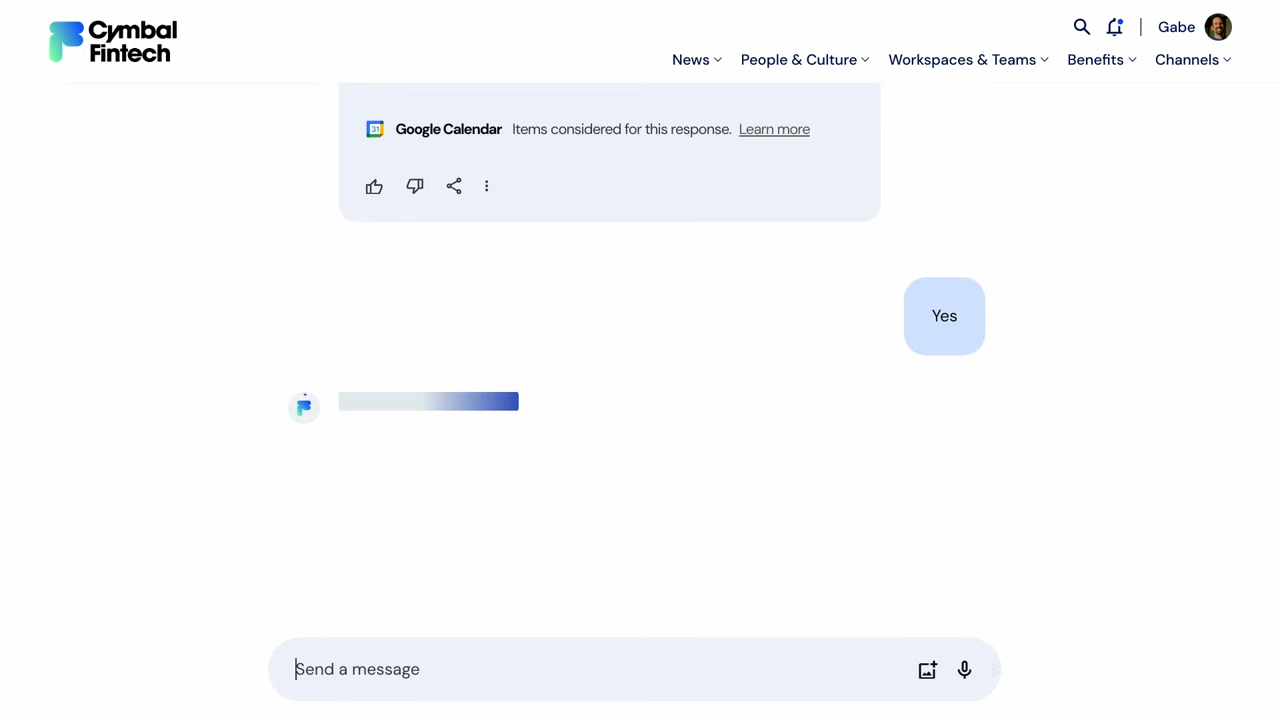 Cymbal
Fintech
Gabe
News
People & Culture
Workspaces & Teams
Benefits
Channels
31
Google Calendar Items considered for this response. Learn more
Yes
Send a message